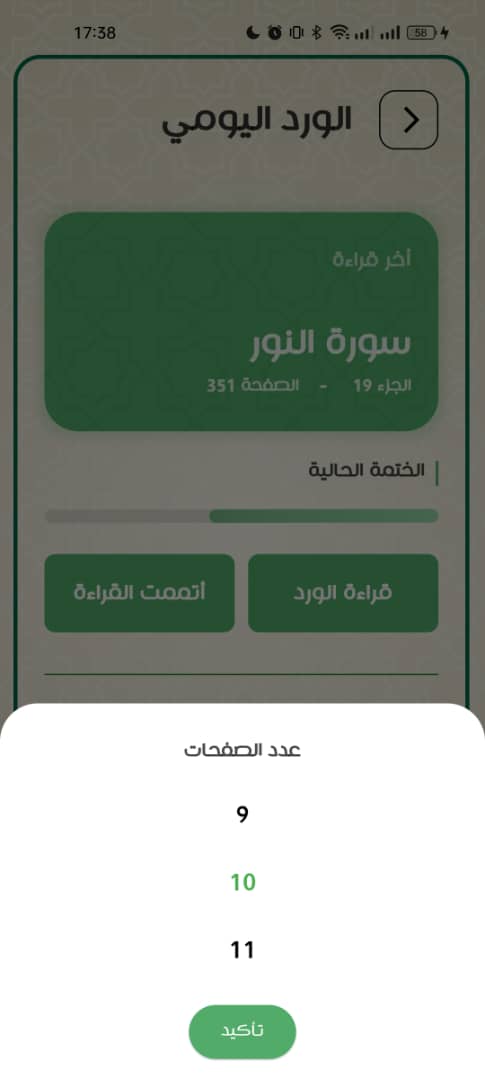 17:38
58
الورد اليومي
أخر قراءة
سورة النور
الجزء 19 - الصفحة 351
الختمة الحالية
قراءة الورد
أتممت القراءة
عدد الصفحات
9
10
11
تأكيد